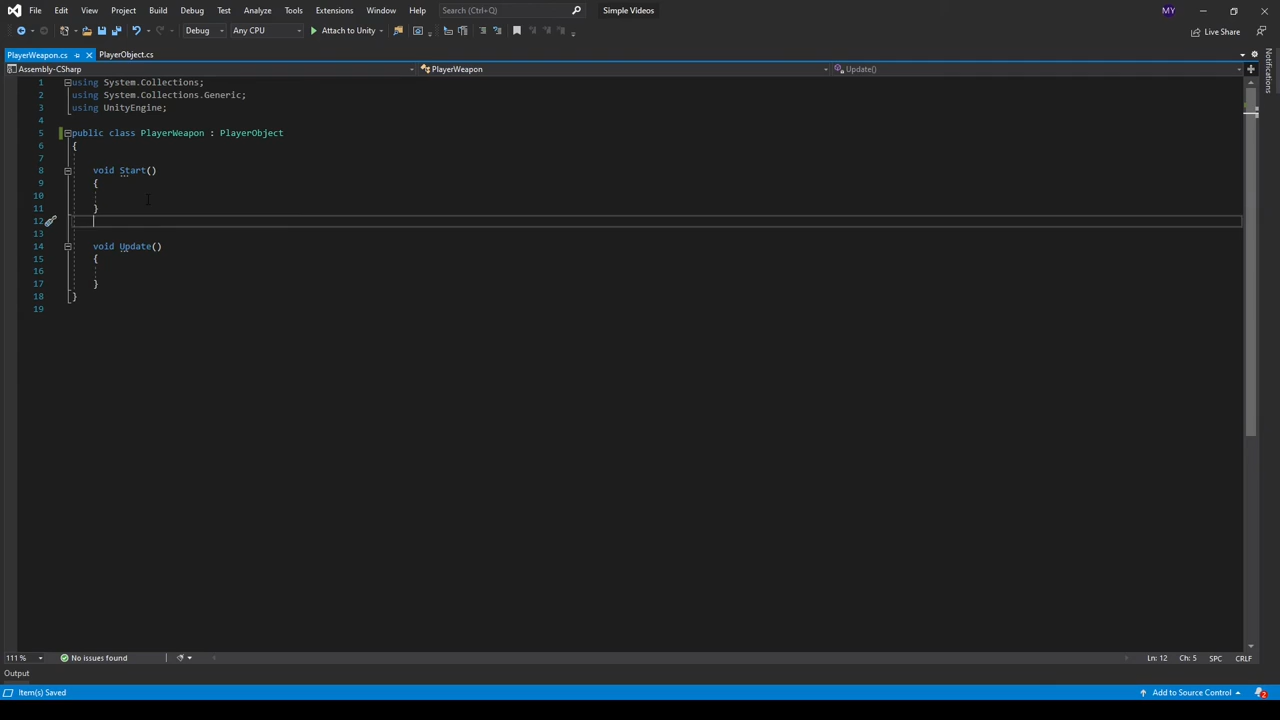 File Edit View Git Project Build Debug Test Analyze Tools Extensions Window Help Search (Ctrl+Q) Simple Videos MY
Debug Any CPU Attach to Unity Live Share
PlayerWeapon.cs PlayerObject.cs
Assembly-CSharp PlayerWeapon Update()
Notifications
1 using System.Collections;
2 using System.Collections.Generic;
3 using UnityEngine;
4
5 public class PlayerWeapon : PlayerObject
6 {
7
8 void Start()
9 {
10
11 }
12
13
14 void Update()
15 {
16
17 }
18 }
19
111 % No issues found Ln: 12 Ch: 5 SPC CRLF
Output
Item(s) Saved Add to Source Control 2